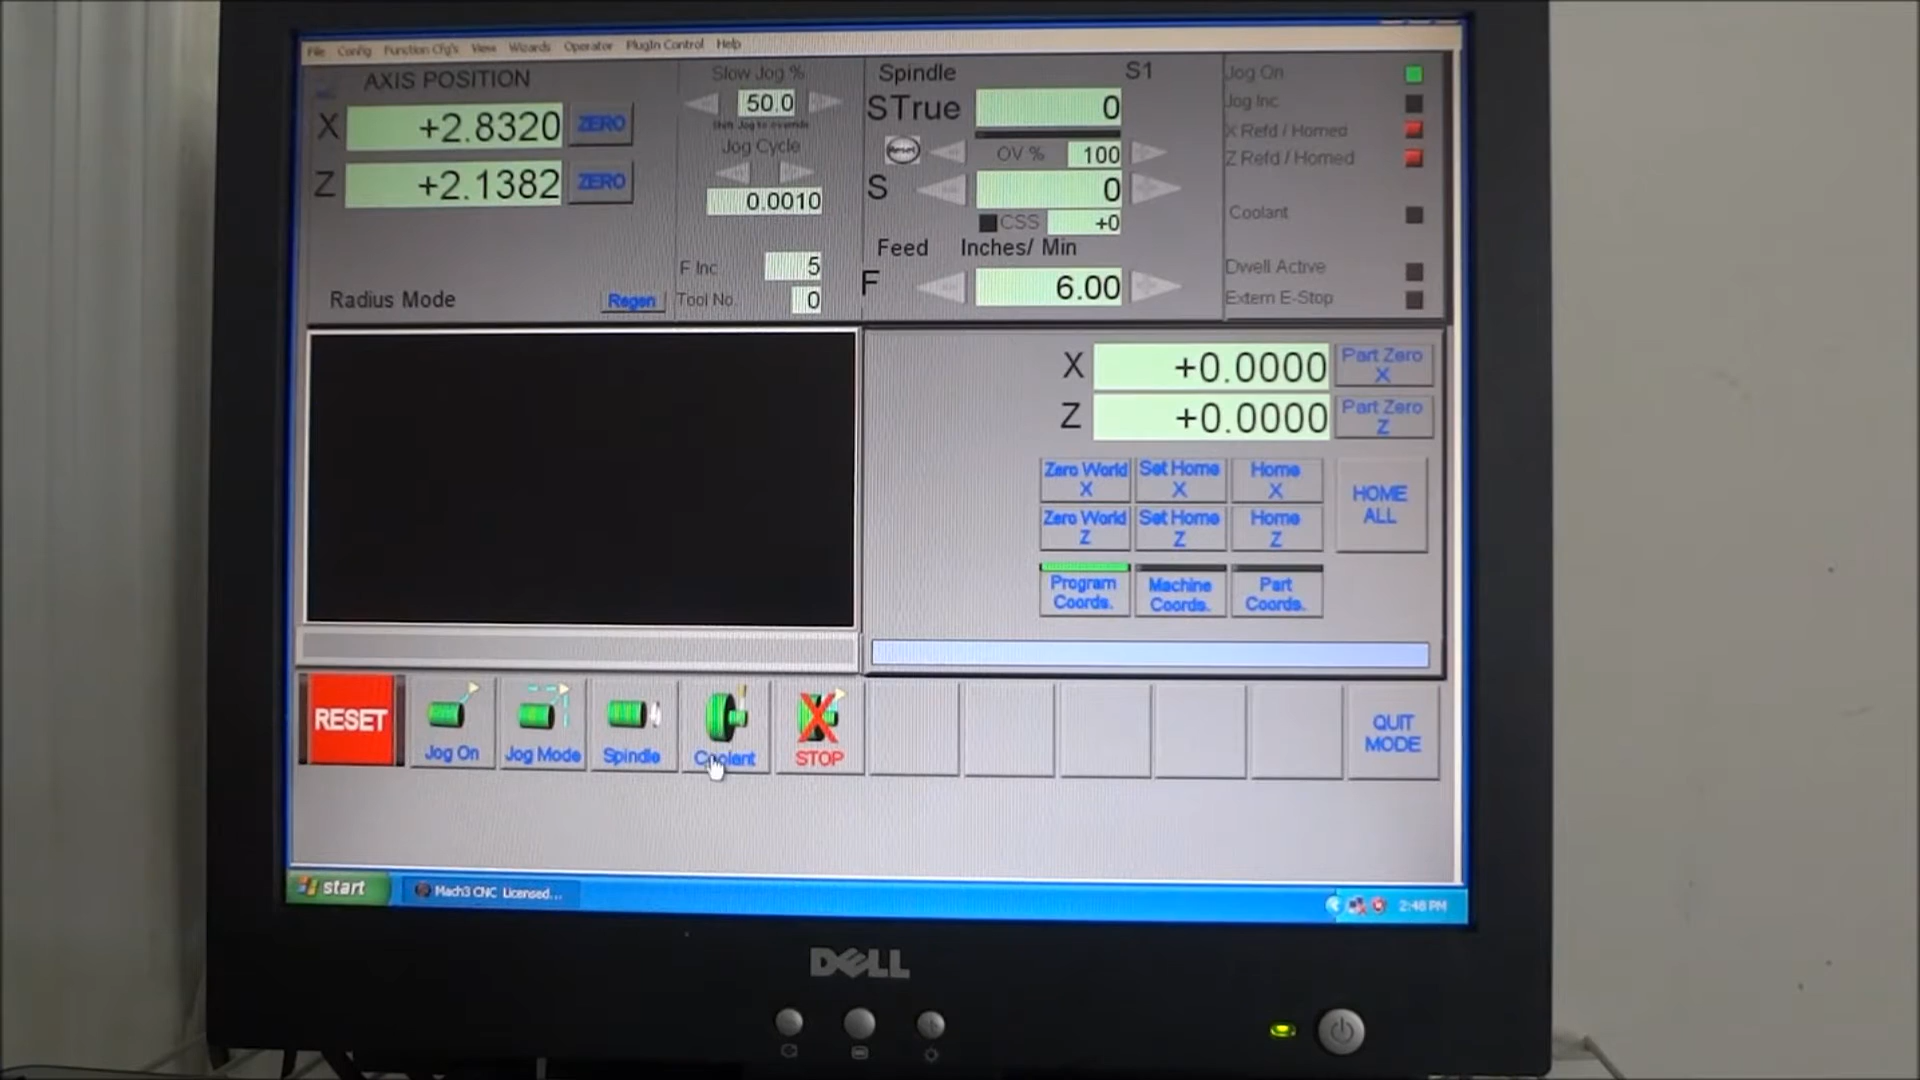 File Config Function Cfg's View Wizards Operator PlugIn Control Help
AXIS POSITION
X +2.8320 ZERO
Z +2.1382 ZERO
Radius Mode
Regen
Slow Jog %
50.0
Jog Cycle
0.0010
F Inc 5
Tool No. 0
Spindle S1
STrue 0
Reset OV % 100
S 0
CSS +0
Feed Inches/ Min
F 6.00
Jog On
Jog Inc
X Refd / Homed
Z Refd / Homed
Coolant
Dwell Active
Extern E-Stop
X +0.0000 Part Zero
X
Z +0.0000 Part Zero
Z
Zero World
X
Set Home
X
Home
X
HOME
ALL
Zero World
Z
Set Home
Z
Home
Z
Program
Coords.
Machine
Coords.
Part
Coords.
RESET
Jog On
Jog Mode
Spindle
Coolant
STOP
QUIT
MODE
start
Mach3 CNC Licensed...
2:48 PM
DELL